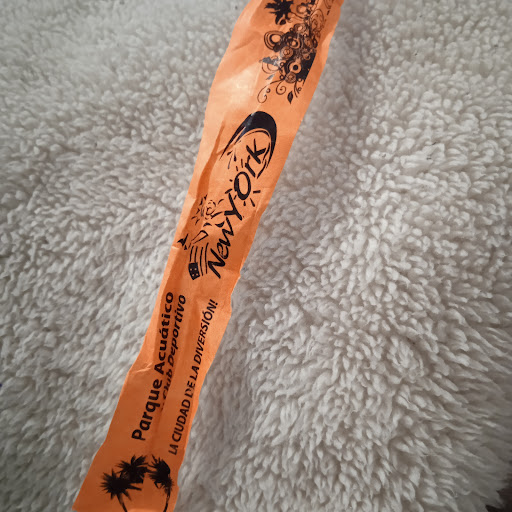 New York
Parque Acuático
y Club Deportivo
LA CIUDAD DE LA DIVERSIÓN!